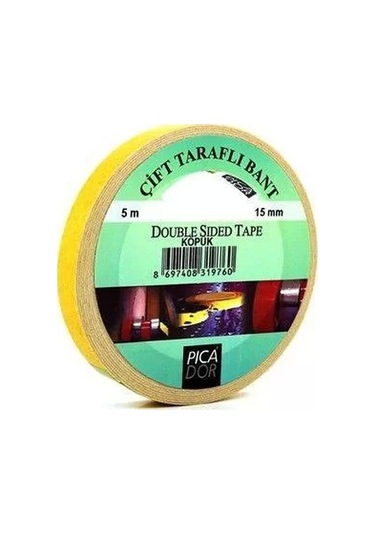 ÇİFT TARAFLI BANT
5 m
15 mm
DOUBLE SIDED TAPE
KÖPÜK
8 697408 319760
PICA
DOR